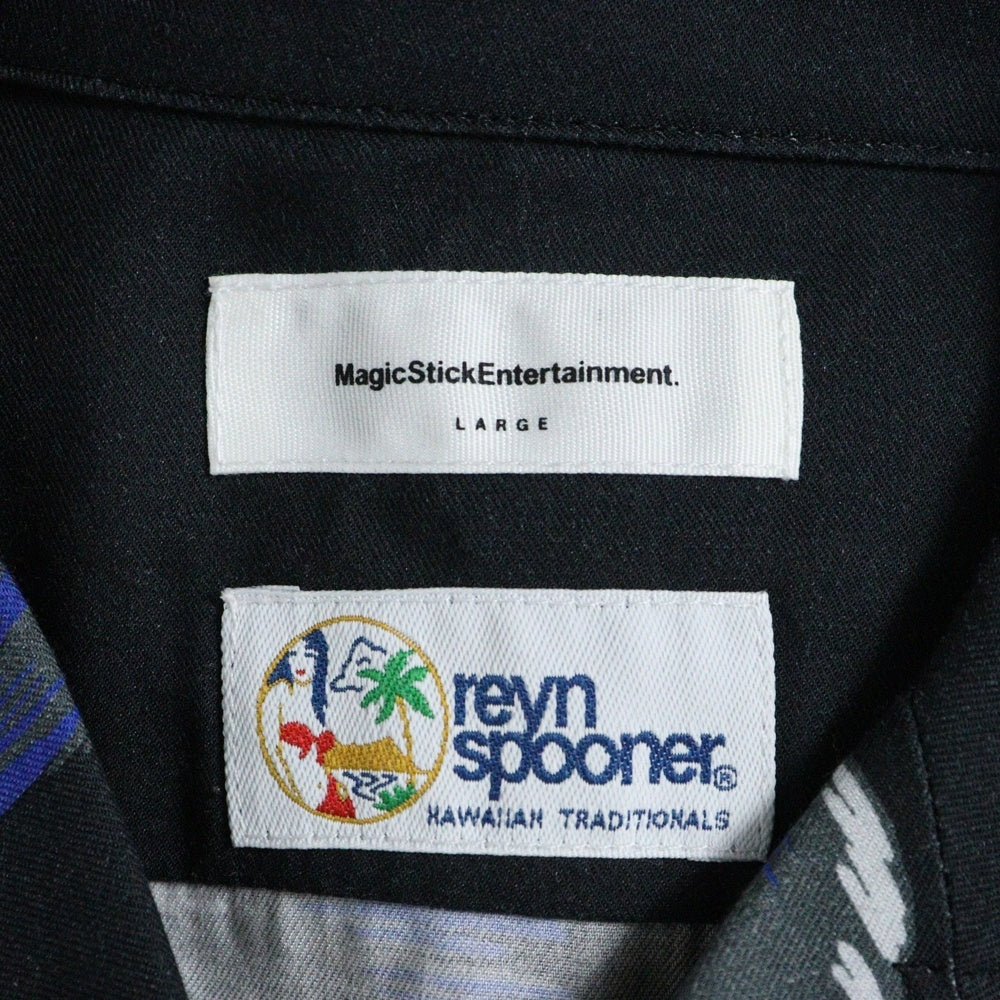 MagicStickEntertainment.
LARGE
reyn
spooner®
HAWAIIAN TRADITIONALS